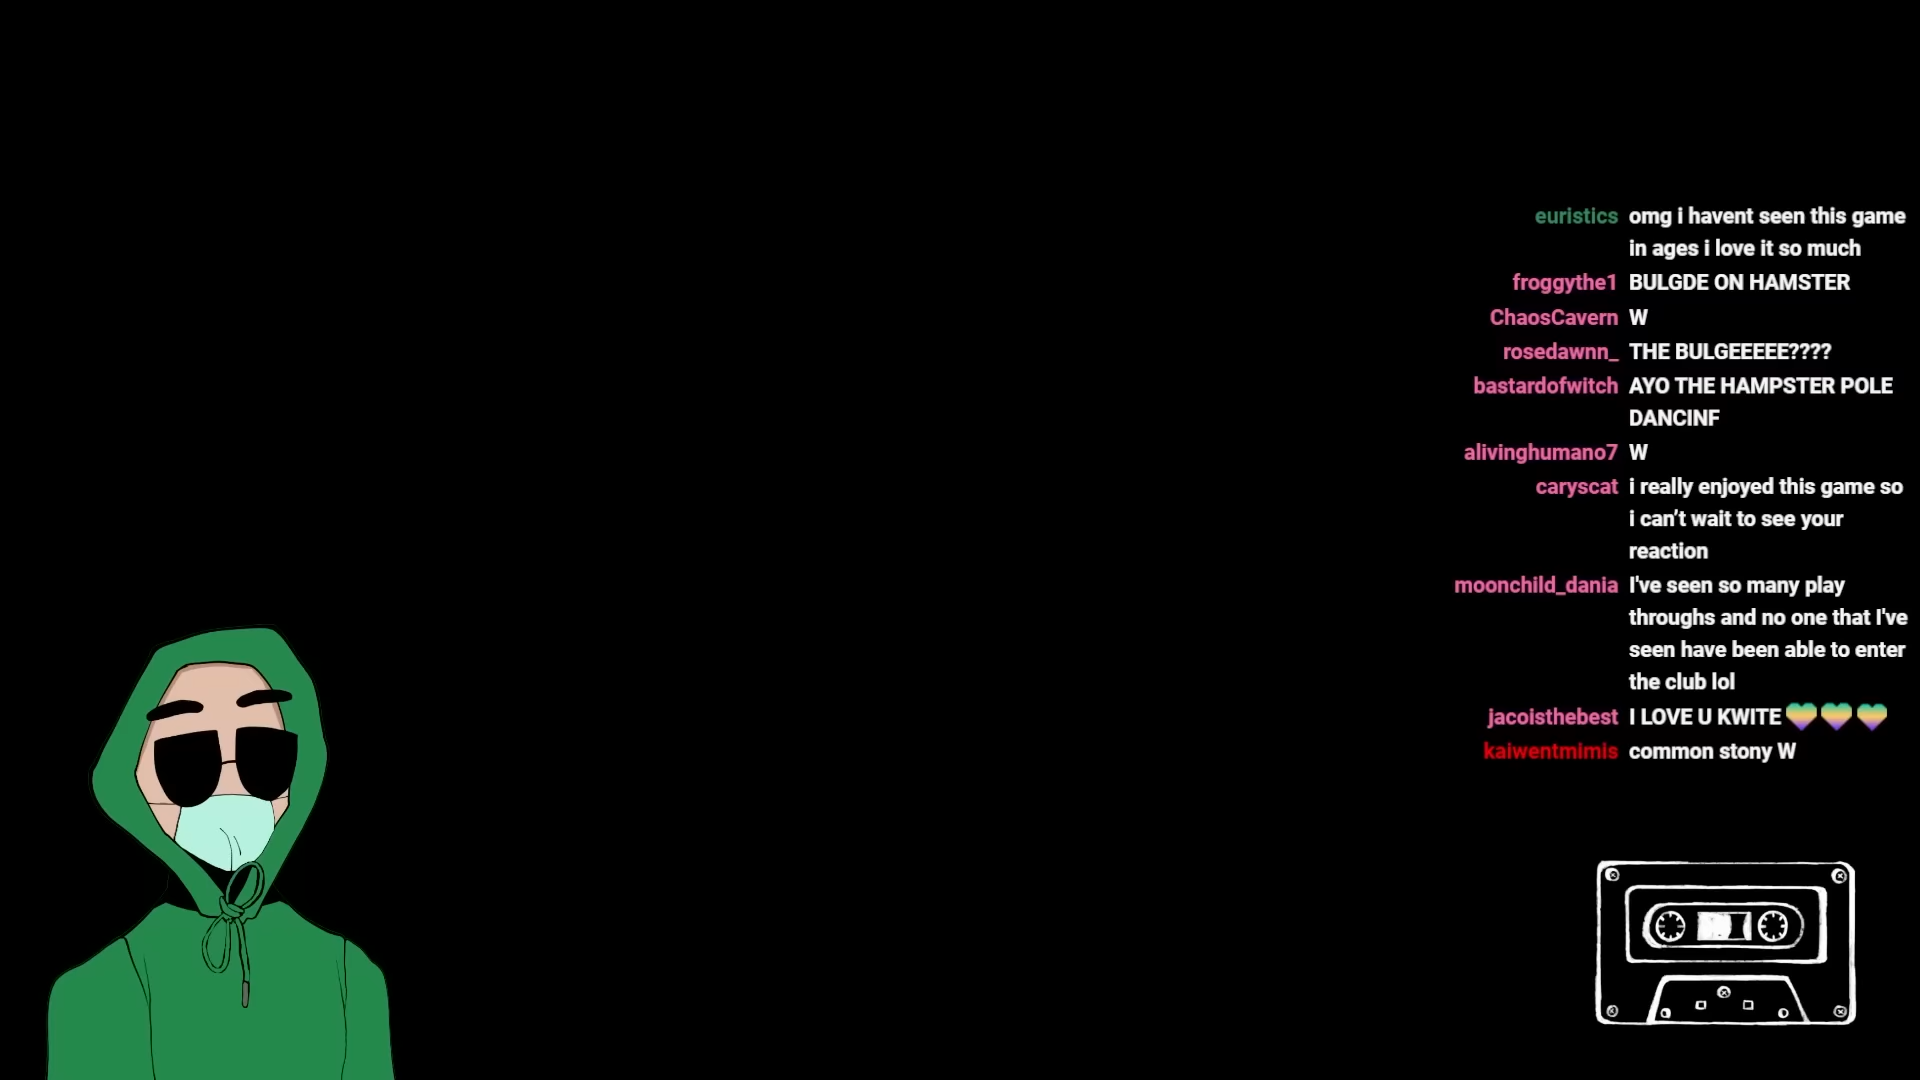 euristics omg i havent seen this game
in ages i love it so much
froggythe1 BULGDE ON HAMSTER
ChaosCavern W
rosedawnn_ THE BULGEEEEE????
bastardofwitch AYO THE HAMPSTER POLE
DANCINF
alivinghumano7 W
caryscat i really enjoyed this game so
i can’t wait to see your
reaction
moonchild_dania I've seen so many play
throughs and no one that I've
seen have been able to enter
the club lol
jacoisthebest I LOVE U KWITE
kaiwentmimis common stony W